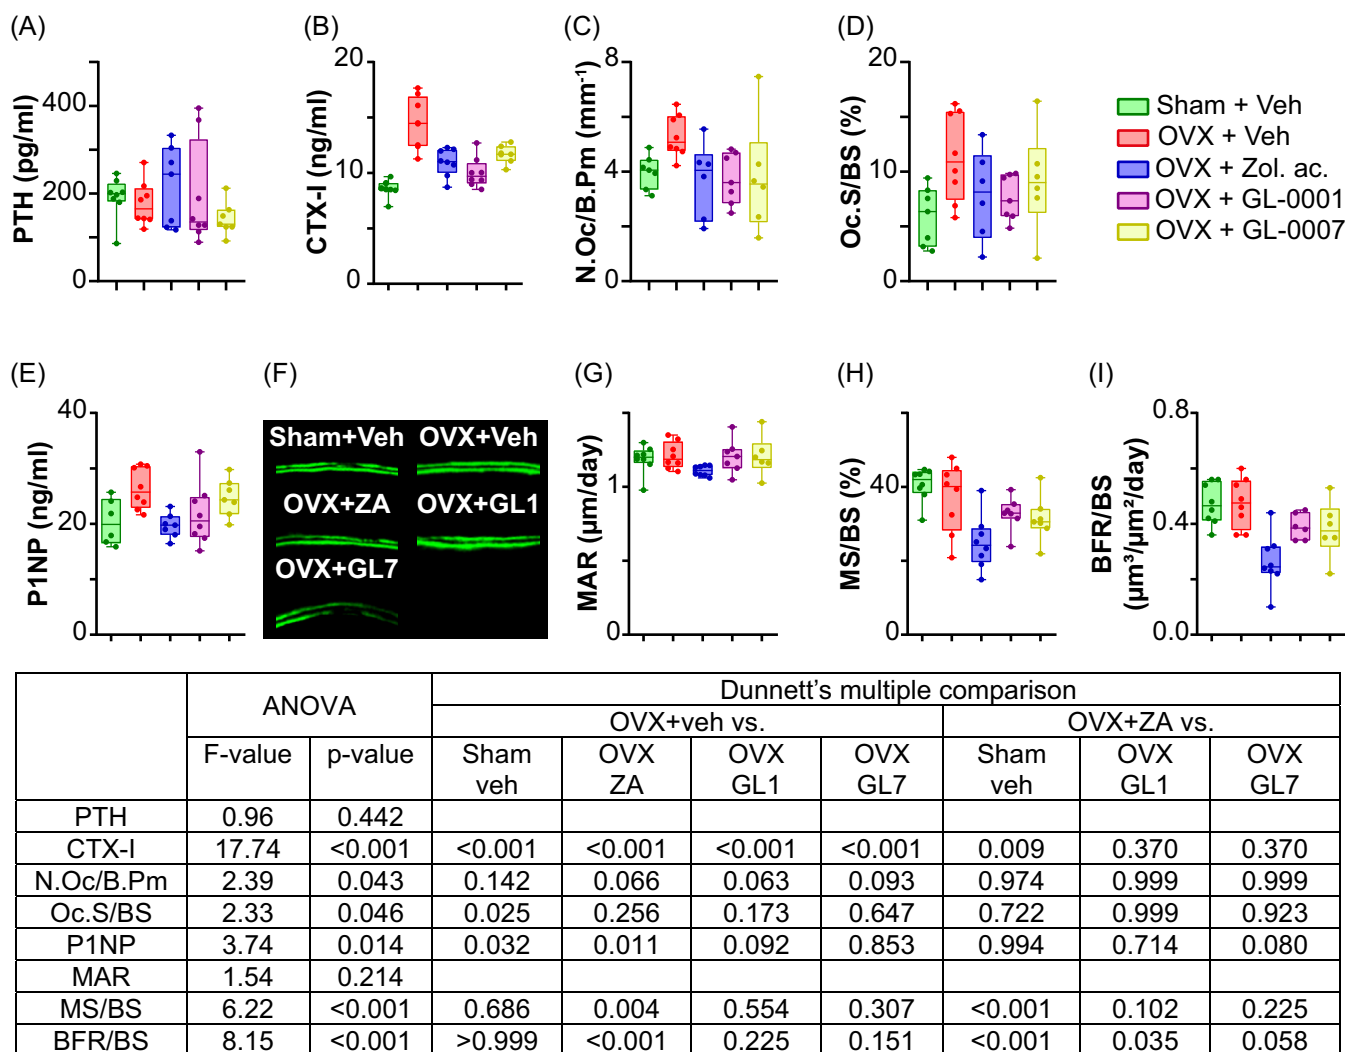 (A)
(B)
(C)
(D)
PTH (pg/ml)
400
200
0
CTX-I (ng/ml)
20
10
0
N.Oc/B.Pm (mm⁻¹)
8
4
0
Oc.S/BS (%)
20
10
0
Sham + Veh
OVX + Veh
OVX + Zol. ac.
OVX + GL-0001
OVX + GL-0007
(E)
(F)
(G)
(H)
(I)
P1NP (ng/ml)
40
20
0
Sham+Veh OVX+Veh
OVX+ZA OVX+GL1
OVX+GL7
MAR (μm/day)
1
0
MS/BS (%)
40
0
BFR/BS
(μm³/μm²/day)
0.8
0.4
0.0
ANOVA Dunnett's multiple comparison
OVX+veh vs. OVX+ZA vs.
F-value p-value Sham veh OVX ZA OVX GL1 OVX GL7 Sham veh OVX GL1 OVX GL7
PTH 0.96 0.442
CTX-I 17.74 <0.001 <0.001 <0.001 <0.001 <0.001 0.009 0.370 0.370
N.Oc/B.Pm 2.39 0.043 0.142 0.066 0.063 0.093 0.974 0.999 0.999
Oc.S/BS 2.33 0.046 0.025 0.256 0.173 0.647 0.722 0.999 0.923
P1NP 3.74 0.014 0.032 0.011 0.092 0.853 0.994 0.714 0.080
MAR 1.54 0.214
MS/BS 6.22 <0.001 0.686 0.004 0.554 0.307 <0.001 0.102 0.225
BFR/BS 8.15 <0.001 >0.999 <0.001 0.225 0.151 <0.001 0.035 0.058